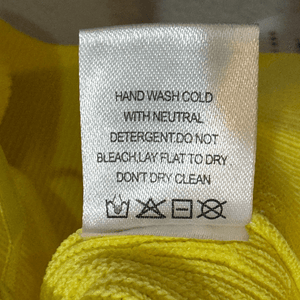 HAND WASH COLD
WITH NEUTRAL
DETERGENT.DO NOT
BLEACH.LAY FLAT TO DRY
DON'T DRY CLEAN